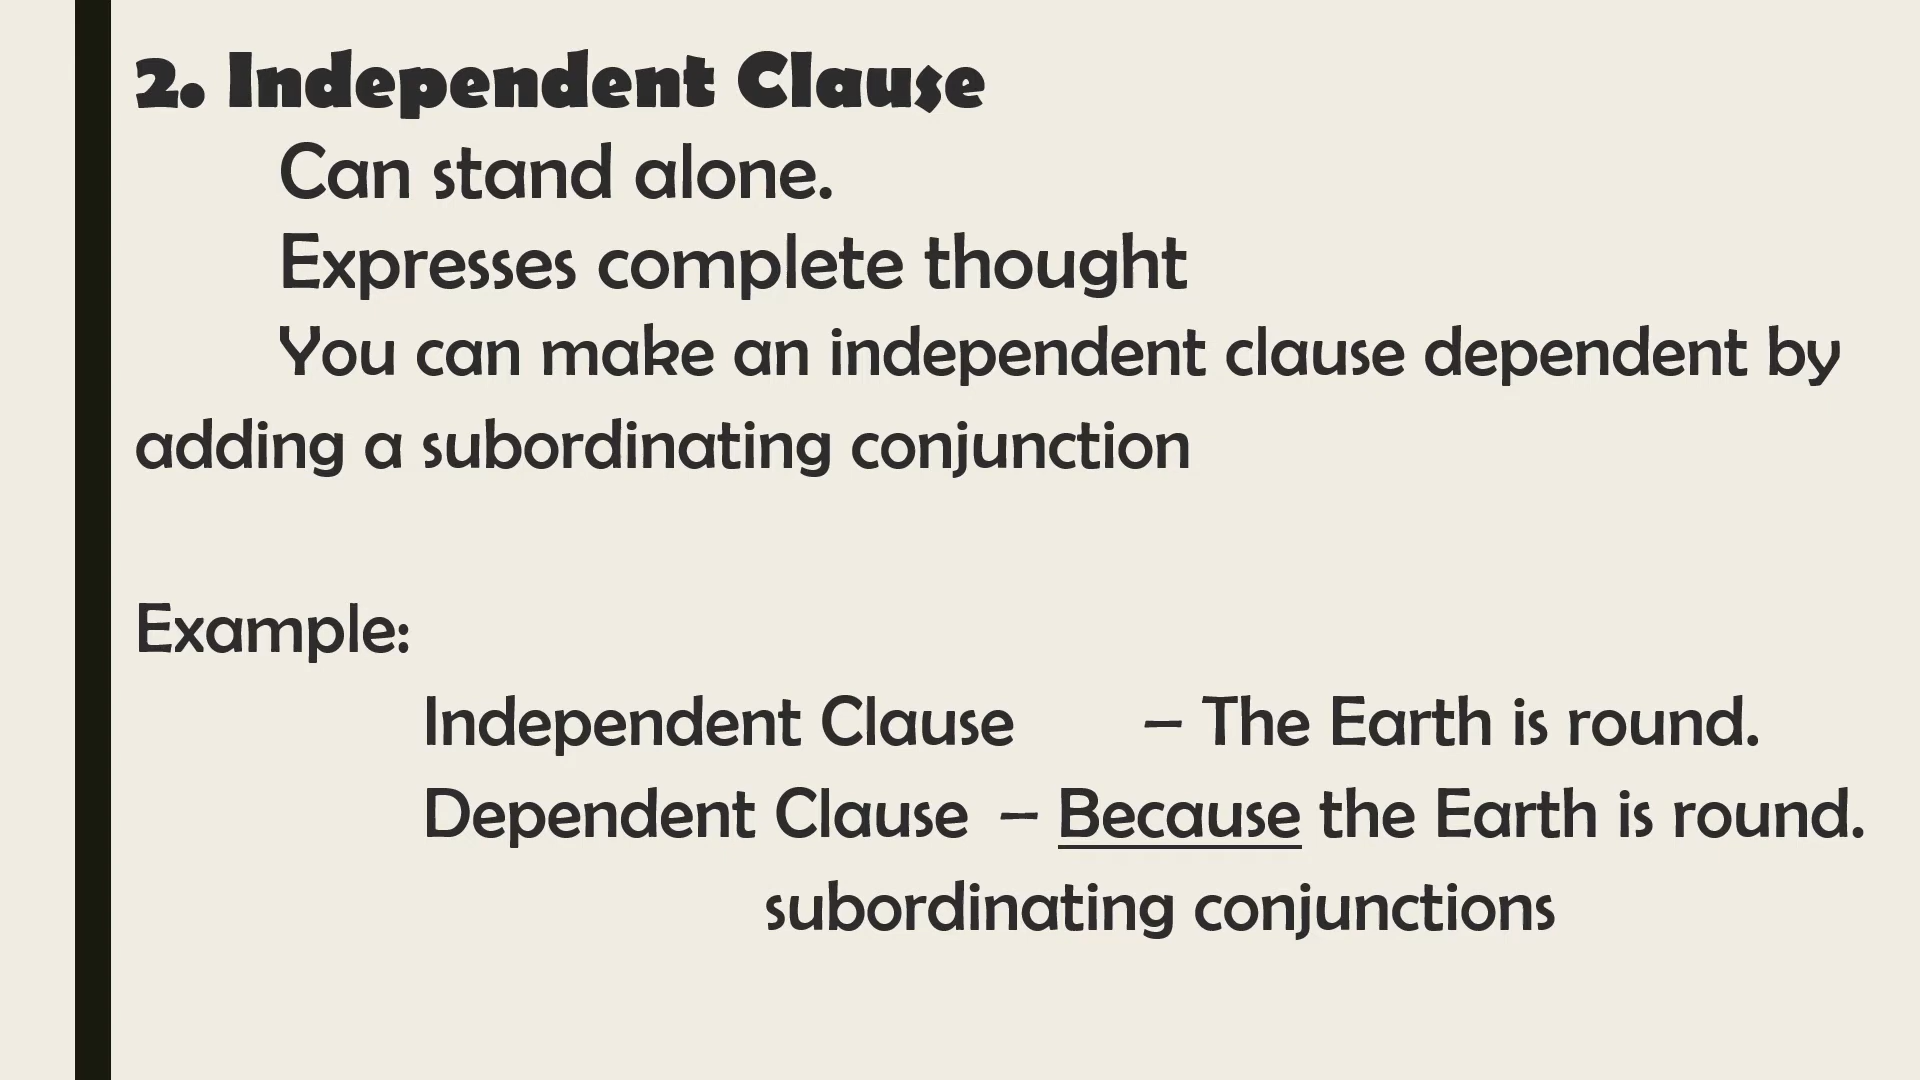 2. Independent Clause
Can stand alone.
Expresses complete thought
You can make an independent clause dependent by
adding a subordinating conjunction
Example:
Independent Clause – The Earth is round.
Dependent Clause – Because the Earth is round.
subordinating conjunctions